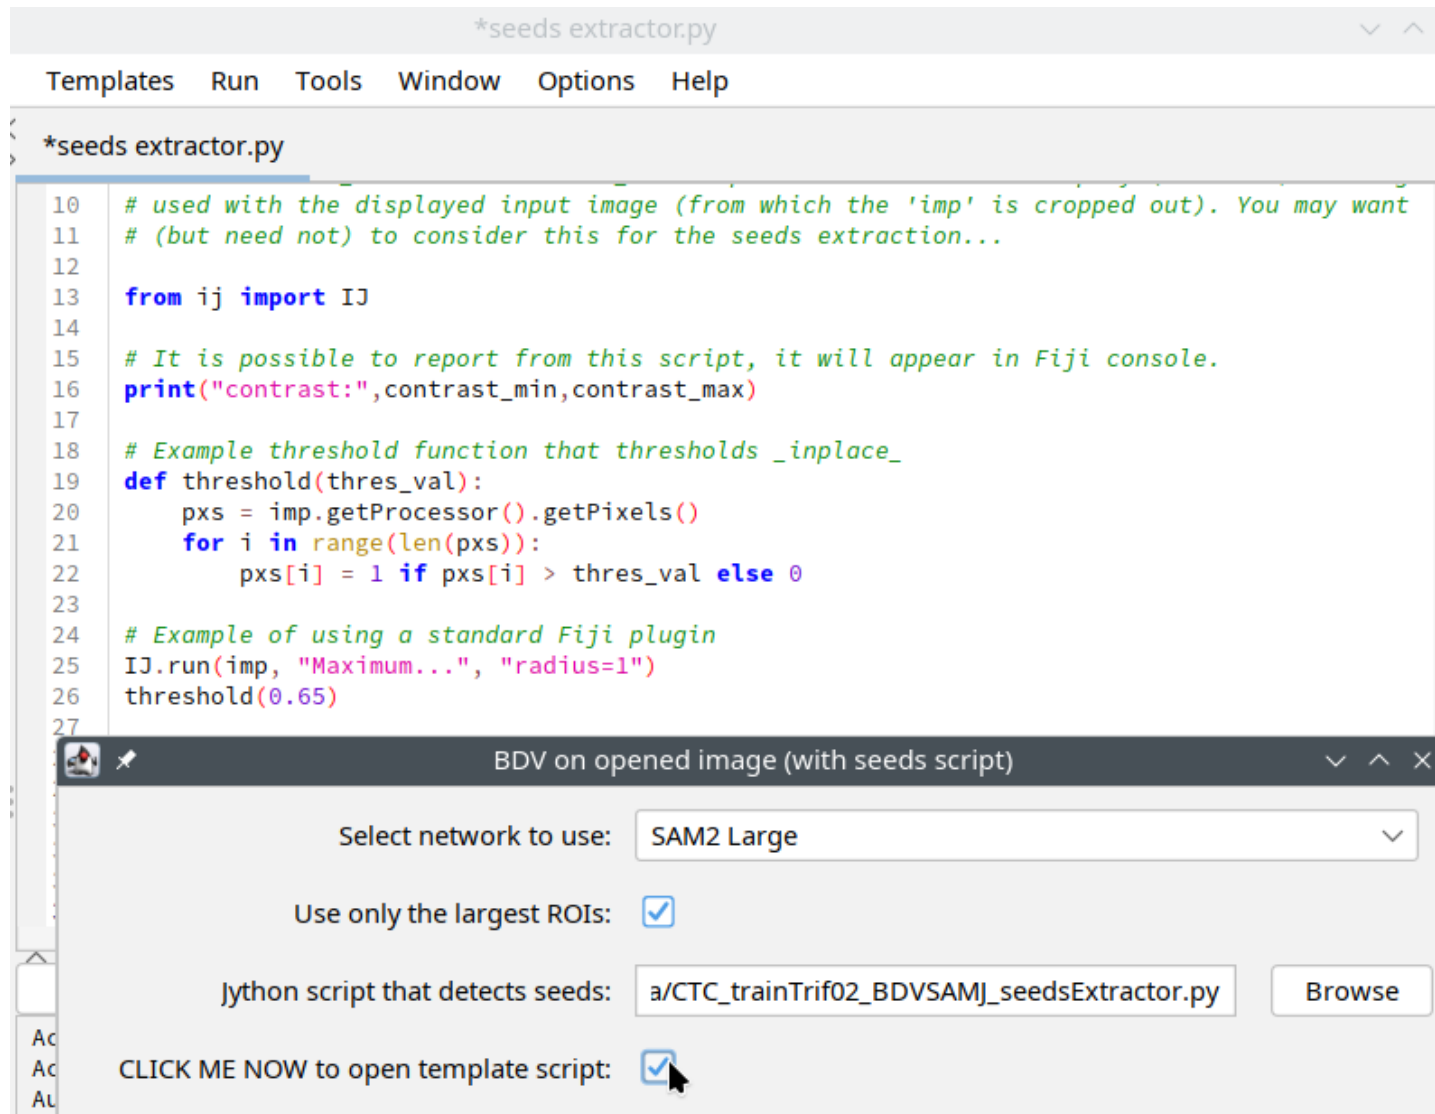 *seeds extractor.py
Templates Run Tools Window Options Help
*seeds extractor.py
10 # used with the displayed input image (from which the 'imp' is cropped out). You may want
11 # (but need not) to consider this for the seeds extraction...
12
13 from ij import IJ
14
15 # It is possible to report from this script, it will appear in Fiji console.
16 print("contrast:",contrast_min,contrast_max)
17
18 # Example threshold function that thresholds _inplace_
19 def threshold(thres_val):
20     pxs = imp.getProcessor().getPixels()
21     for i in range(len(pxs)):
22         pxs[i] = 1 if pxs[i] > thres_val else 0
23
24 # Example of using a standard Fiji plugin
25 IJ.run(imp, "Maximum...", "radius=1")
26 threshold(0.65)
27
BDV on opened image (with seeds script)
Select network to use: SAM2 Large
Use only the largest ROIs:
Jython script that detects seeds: a/CTC_trainTrif02_BDVSAMJ_seedsExtractor.py Browse
CLICK ME NOW to open template script:
Ac
Ac
Au